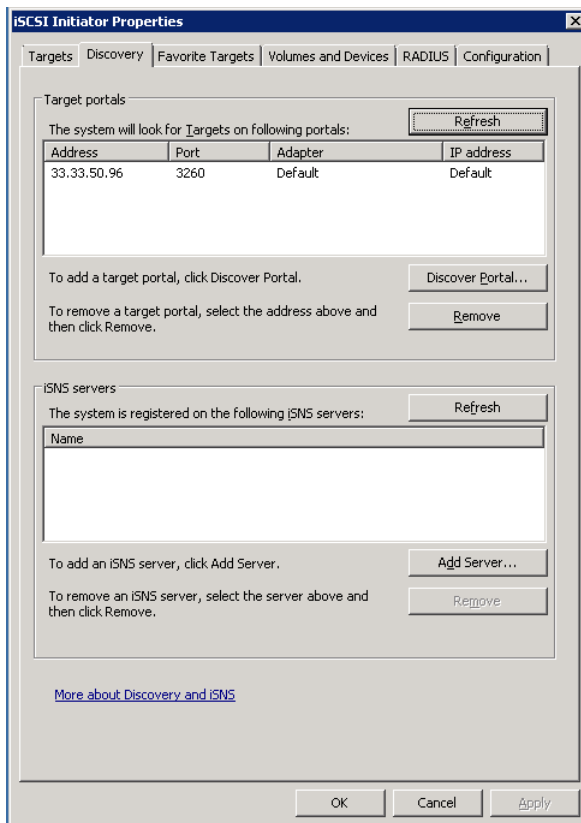 iSCSI Initiator Properties
Targets Discovery Favorite Targets Volumes and Devices RADIUS Configuration
Target portals
The system will look for Targets on following portals:
Refresh
Address Port Adapter IP address
33.33.50.96 3260 Default Default
To add a target portal, click Discover Portal.
Discover Portal...
To remove a target portal, select the address above and
then click Remove.
Remove
iSNS servers
The system is registered on the following iSNS servers:
Refresh
Name
To add an iSNS server, click Add Server.
Add Server...
To remove an iSNS server, select the server above and
then click Remove.
Remove
More about Discovery and iSNS
OK Cancel Apply